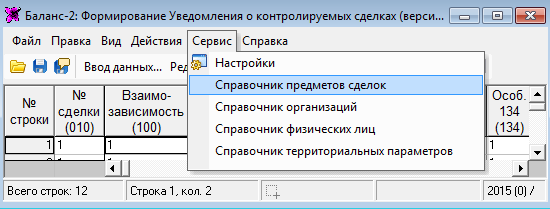 Баланс-2: Формирование Уведомления о контролируемых сделках (верси...
Файл Правка Вид Действия Сервис Справка
Ввод данных...
Настройки
Справочник предметов сделок
Справочник организаций
Справочник физических лиц
Справочник территориальных параметров
№ строки
№ сделки (010)
Взаимо-зависимость (100)
Особ. 134 (134)
1 1 1 1
Всего строк: 12 Строка 1, кол. 2 2015 (0) /